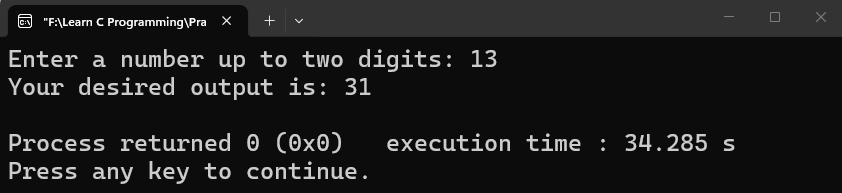 "F:\Learn C Programming\Pra
Enter a number up to two digits: 13
Your desired output is: 31
Process returned 0 (0x0)   execution time : 34.285 s
Press any key to continue.